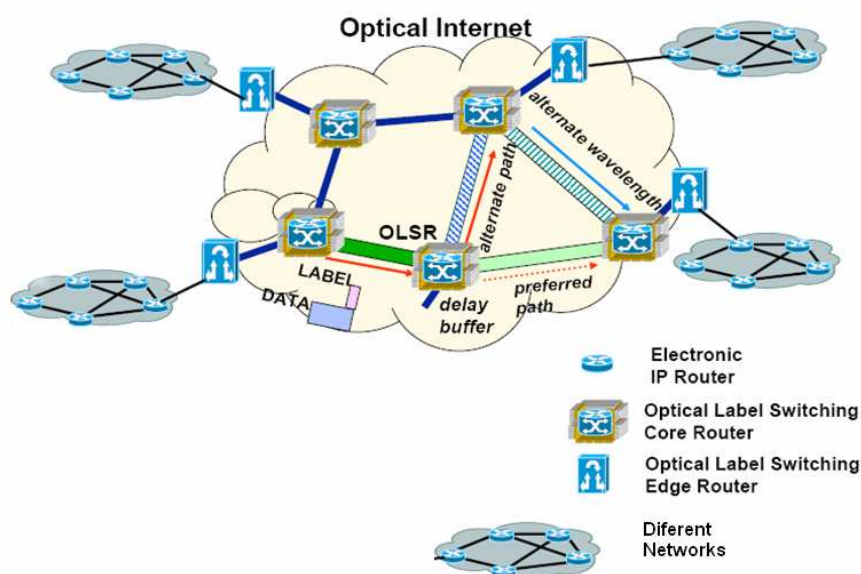 Optical Internet
alternate wavelength
alternate path
OLSR
LABEL
DATA
delay
buffer
preferred
path
Electronic
IP Router
Optical Label Switching
Core Router
Optical Label Switching
Edge Router
Diferent
Networks